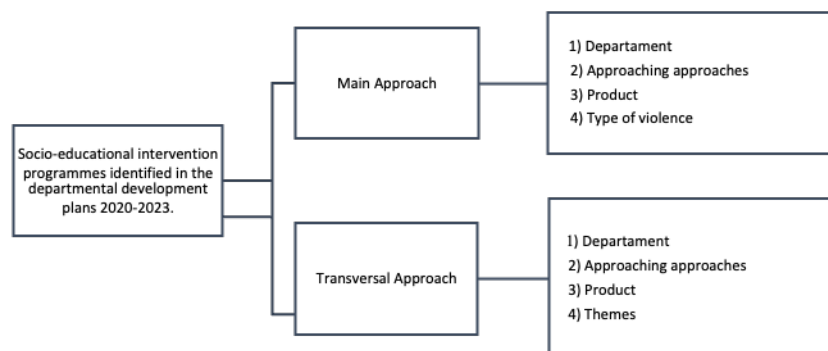 Socio-educational intervention
programmes identified in the
departmental development
plans 2020-2023.
Main Approach
1) Departament
2) Approaching approaches
3) Product
4) Type of violence
Transversal Approach
1) Departament
2) Approaching approaches
3) Product
4) Themes